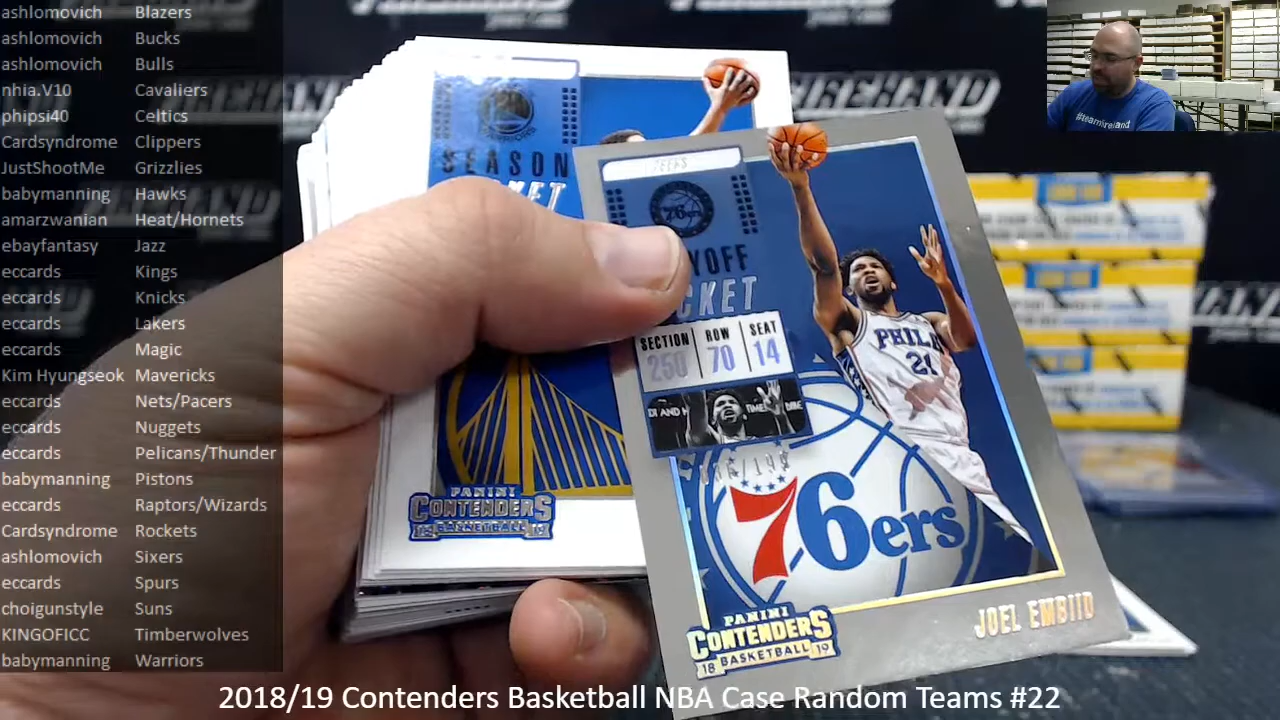 ashlomovich Blazers
ashlomovich Bucks
ashlomovich Bulls
nhia.V10 Cavaliers
phipsi40 Celtics
Cardsyndrome Clippers
JustShootMe Grizzlies
babymanning Hawks
amarzwanian Heat/Hornets
ebayfantasy Jazz
eccards Kings
eccards Knicks
eccards Lakers
eccards Magic
Kim Hyungseok Mavericks
eccards Nets/Pacers
eccards Nuggets
eccards Pelicans/Thunder
babymanning Pistons
eccards Raptors/Wizards
Cardsyndrome Rockets
ashlomovich Sixers
eccards Spurs
choigunstyle Suns
KINGOFICC Timberwolves
babymanning Warriors
SEASON
PANINI
CONTENDERS
BASKETBALL
76ERS
76ers
YOFF
CKET
SECTION ROW SEAT
250 70 14
PHILA
21
76ers
PANINI
CONTENDERS
18 BASKETBALL 19
JOEL EMBIID
#teamireland
2018/19 Contenders Basketball NBA Case Random Teams #22